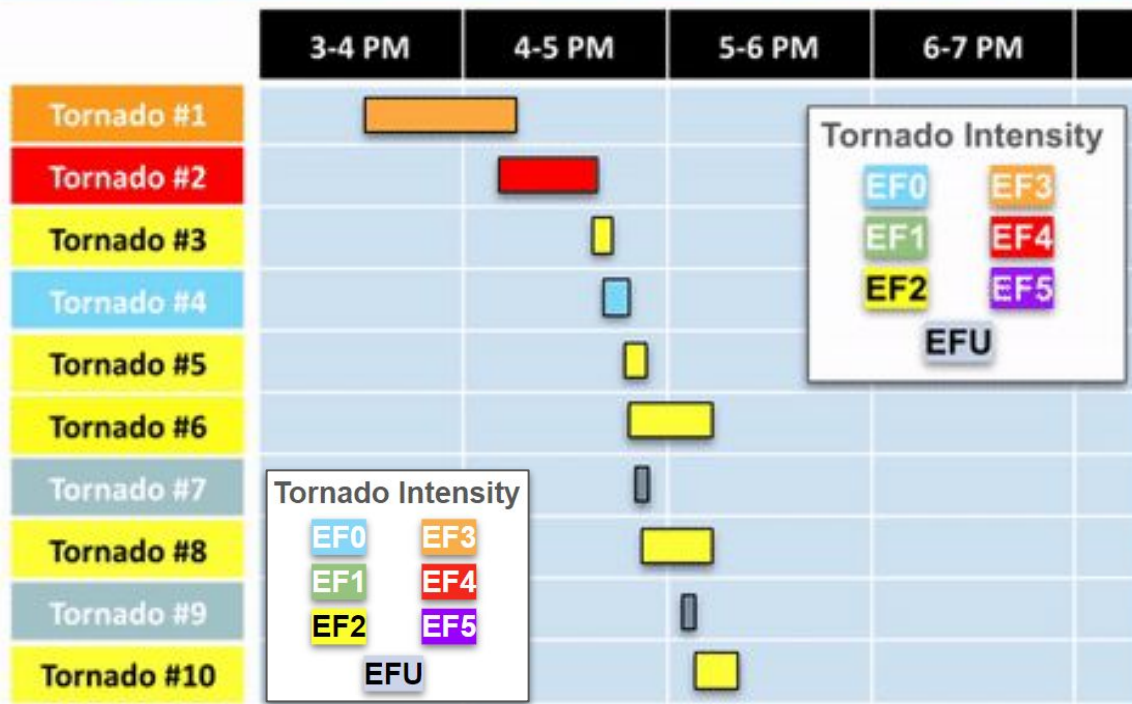 3-4 PM 4-5 PM 5-6 PM 6-7 PM
Tornado #1
Tornado #2
Tornado #3
Tornado #4
Tornado #5
Tornado #6
Tornado #7
Tornado #8
Tornado #9
Tornado #10
Tornado Intensity
EF0 EF3
EF1 EF4
EF2 EF5
EFU
Tornado Intensity
EF0 EF3
EF1 EF4
EF2 EF5
EFU